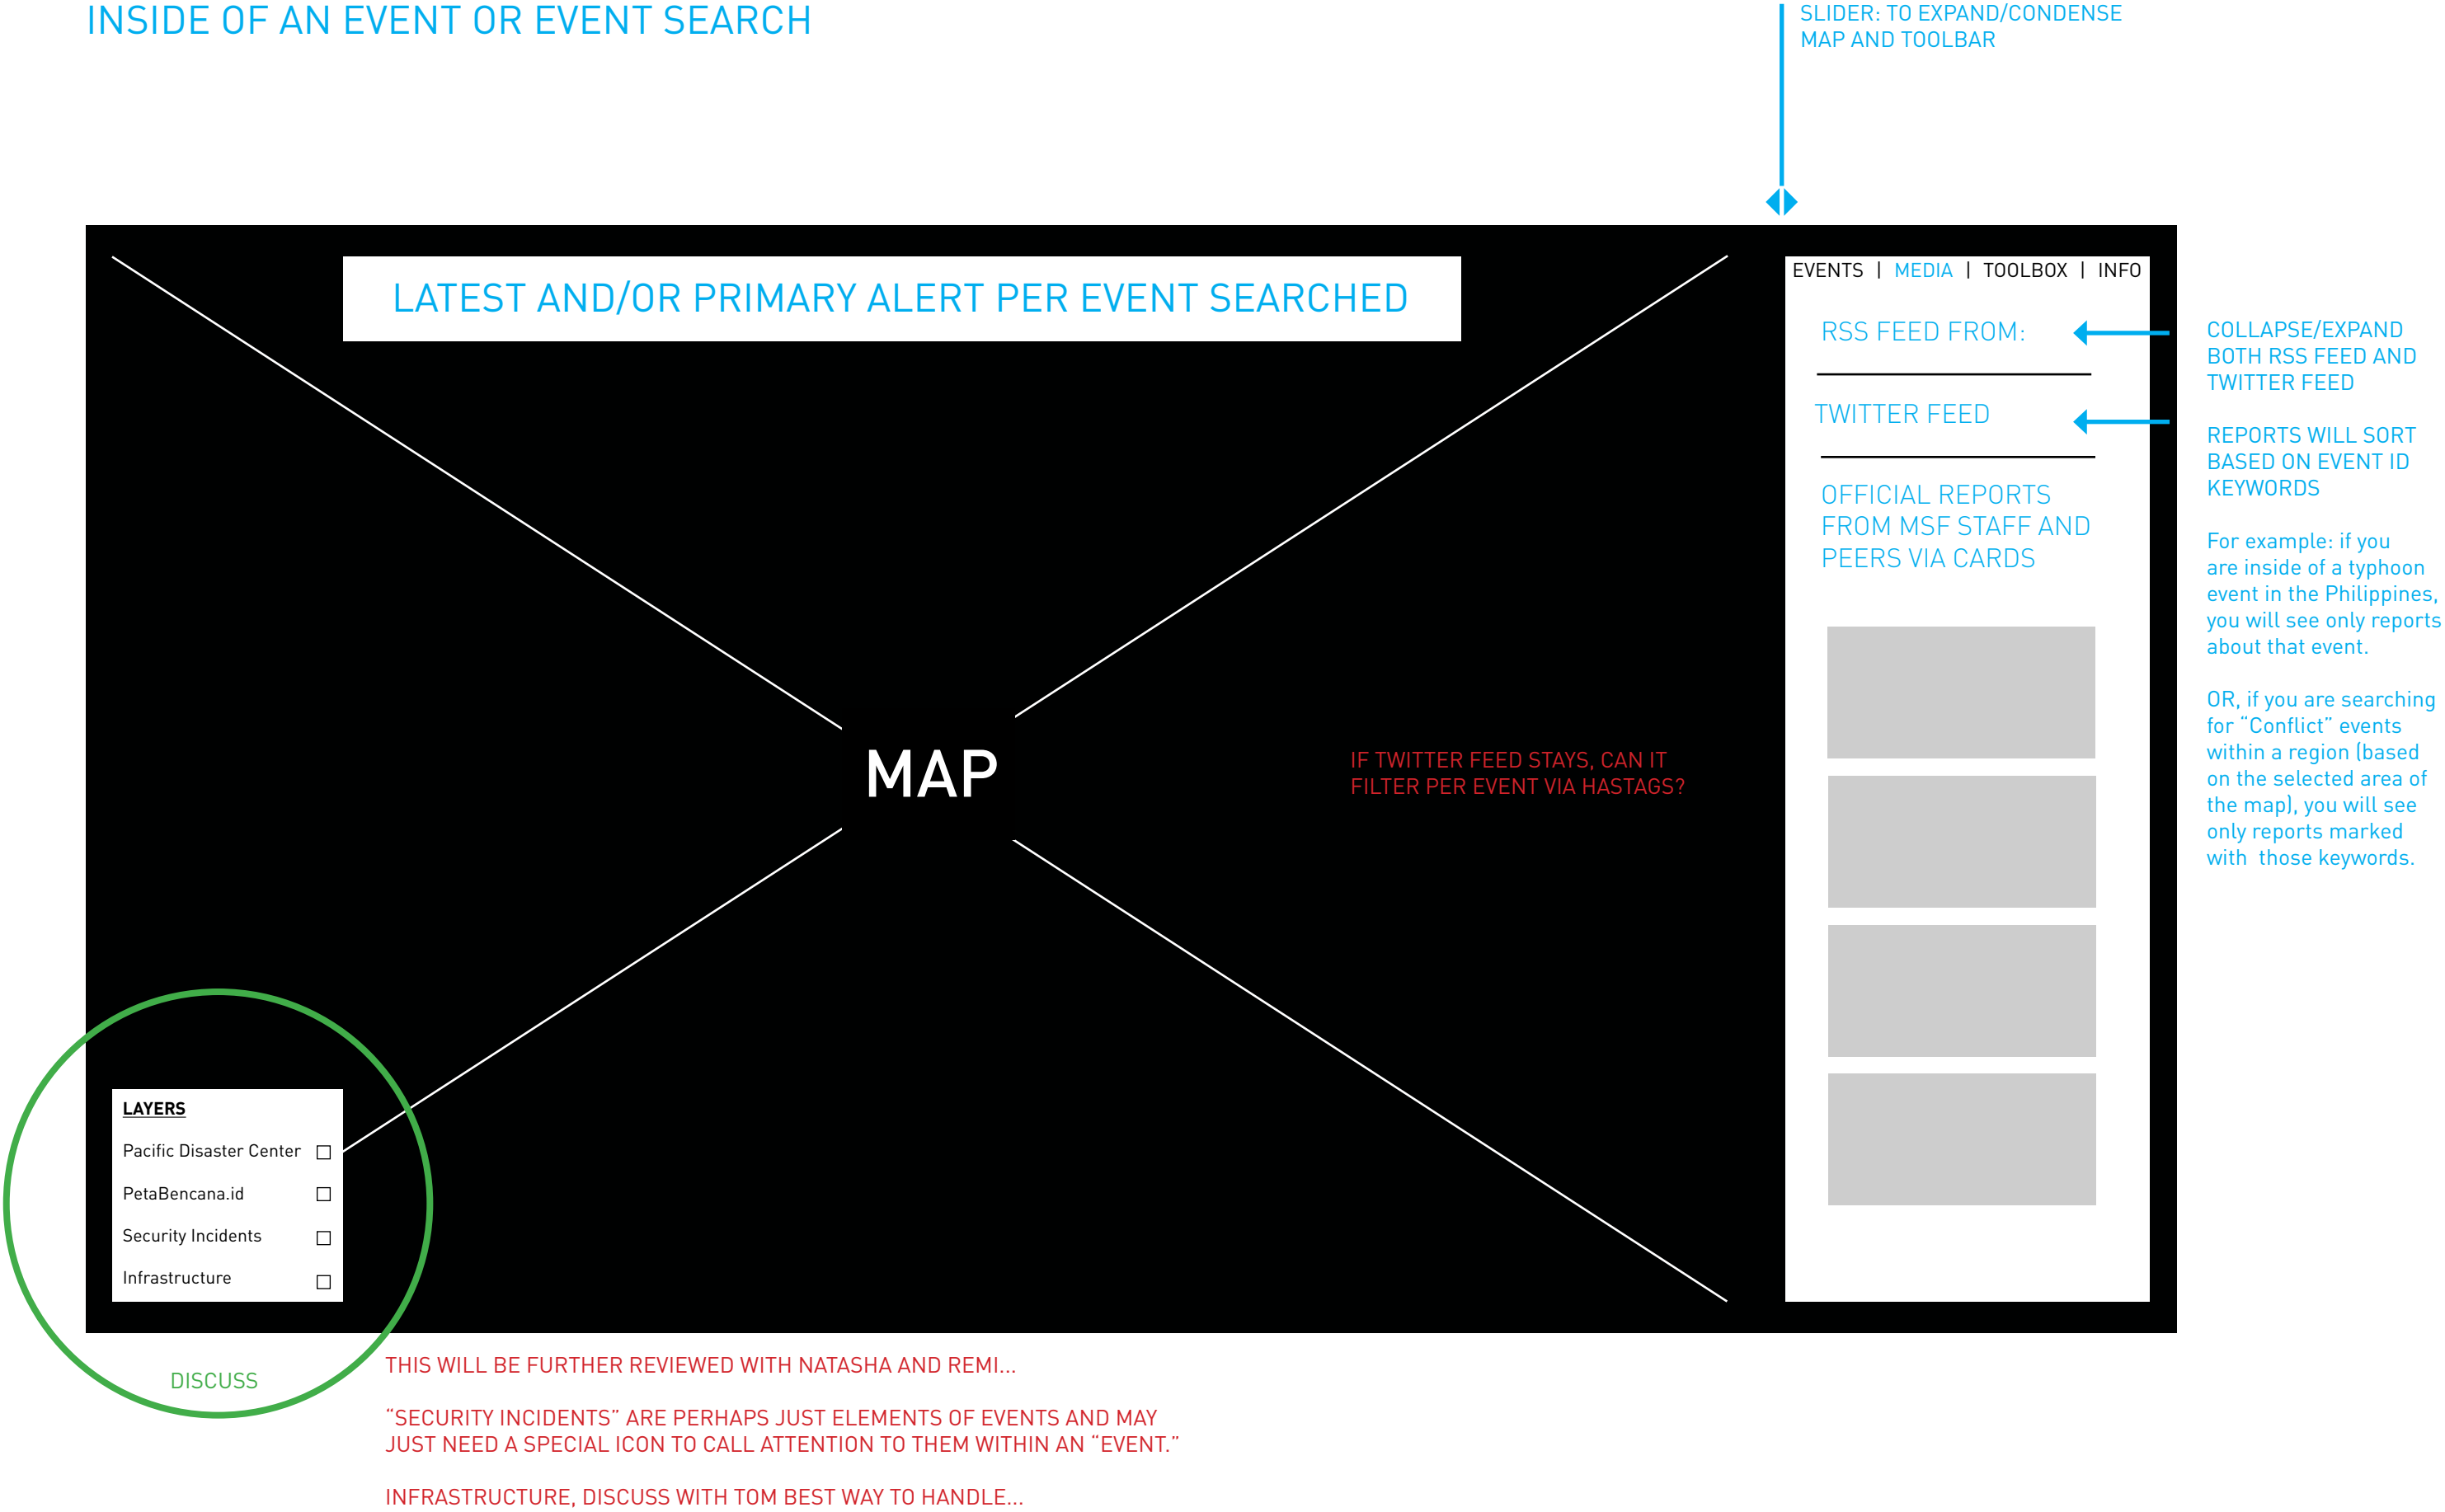 INSIDE OF AN EVENT OR EVENT SEARCH
SLIDER: TO EXPAND/CONDENSE
MAP AND TOOLBAR
LATEST AND/OR PRIMARY ALERT PER EVENT SEARCHED
EVENTS | MEDIA | TOOLBOX | INFO
RSS FEED FROM:
TWITTER FEED
OFFICIAL REPORTS
FROM MSF STAFF AND
PEERS VIA CARDS
COLLAPSE/EXPAND
BOTH RSS FEED AND
TWITTER FEED
REPORTS WILL SORT
BASED ON EVENT ID
KEYWORDS
For example: if you
are inside of a typhoon
event in the Philippines,
you will see only reports
about that event.
OR, if you are searching
for “Conflict” events
within a region (based
on the selected area of
the map), you will see
only reports marked
with  those keywords.
MAP
IF TWITTER FEED STAYS, CAN IT
FILTER PER EVENT VIA HASTAGS?
LAYERS
Pacific Disaster Center
PetaBencana.id
Security Incidents
Infrastructure
DISCUSS
THIS WILL BE FURTHER REVIEWED WITH NATASHA AND REMI...
“SECURITY INCIDENTS” ARE PERHAPS JUST ELEMENTS OF EVENTS AND MAY
JUST NEED A SPECIAL ICON TO CALL ATTENTION TO THEM WITHIN AN “EVENT.”
INFRASTRUCTURE, DISCUSS WITH TOM BEST WAY TO HANDLE...